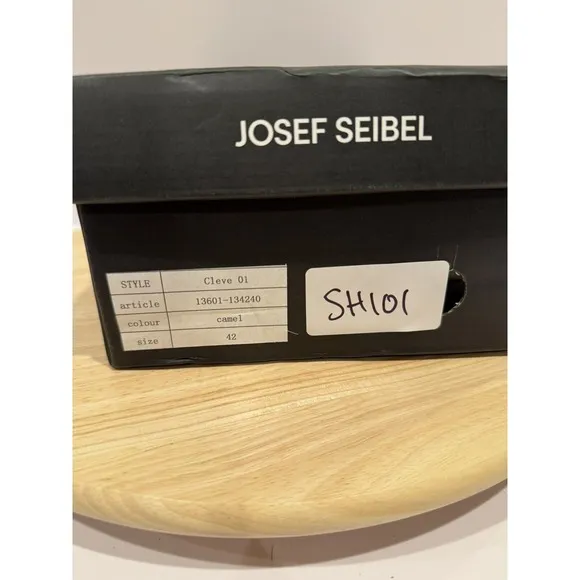 JOSEF SEIBEL
STYLE Cleve 01
article 13601-134240
colour camel
size 42
SH101